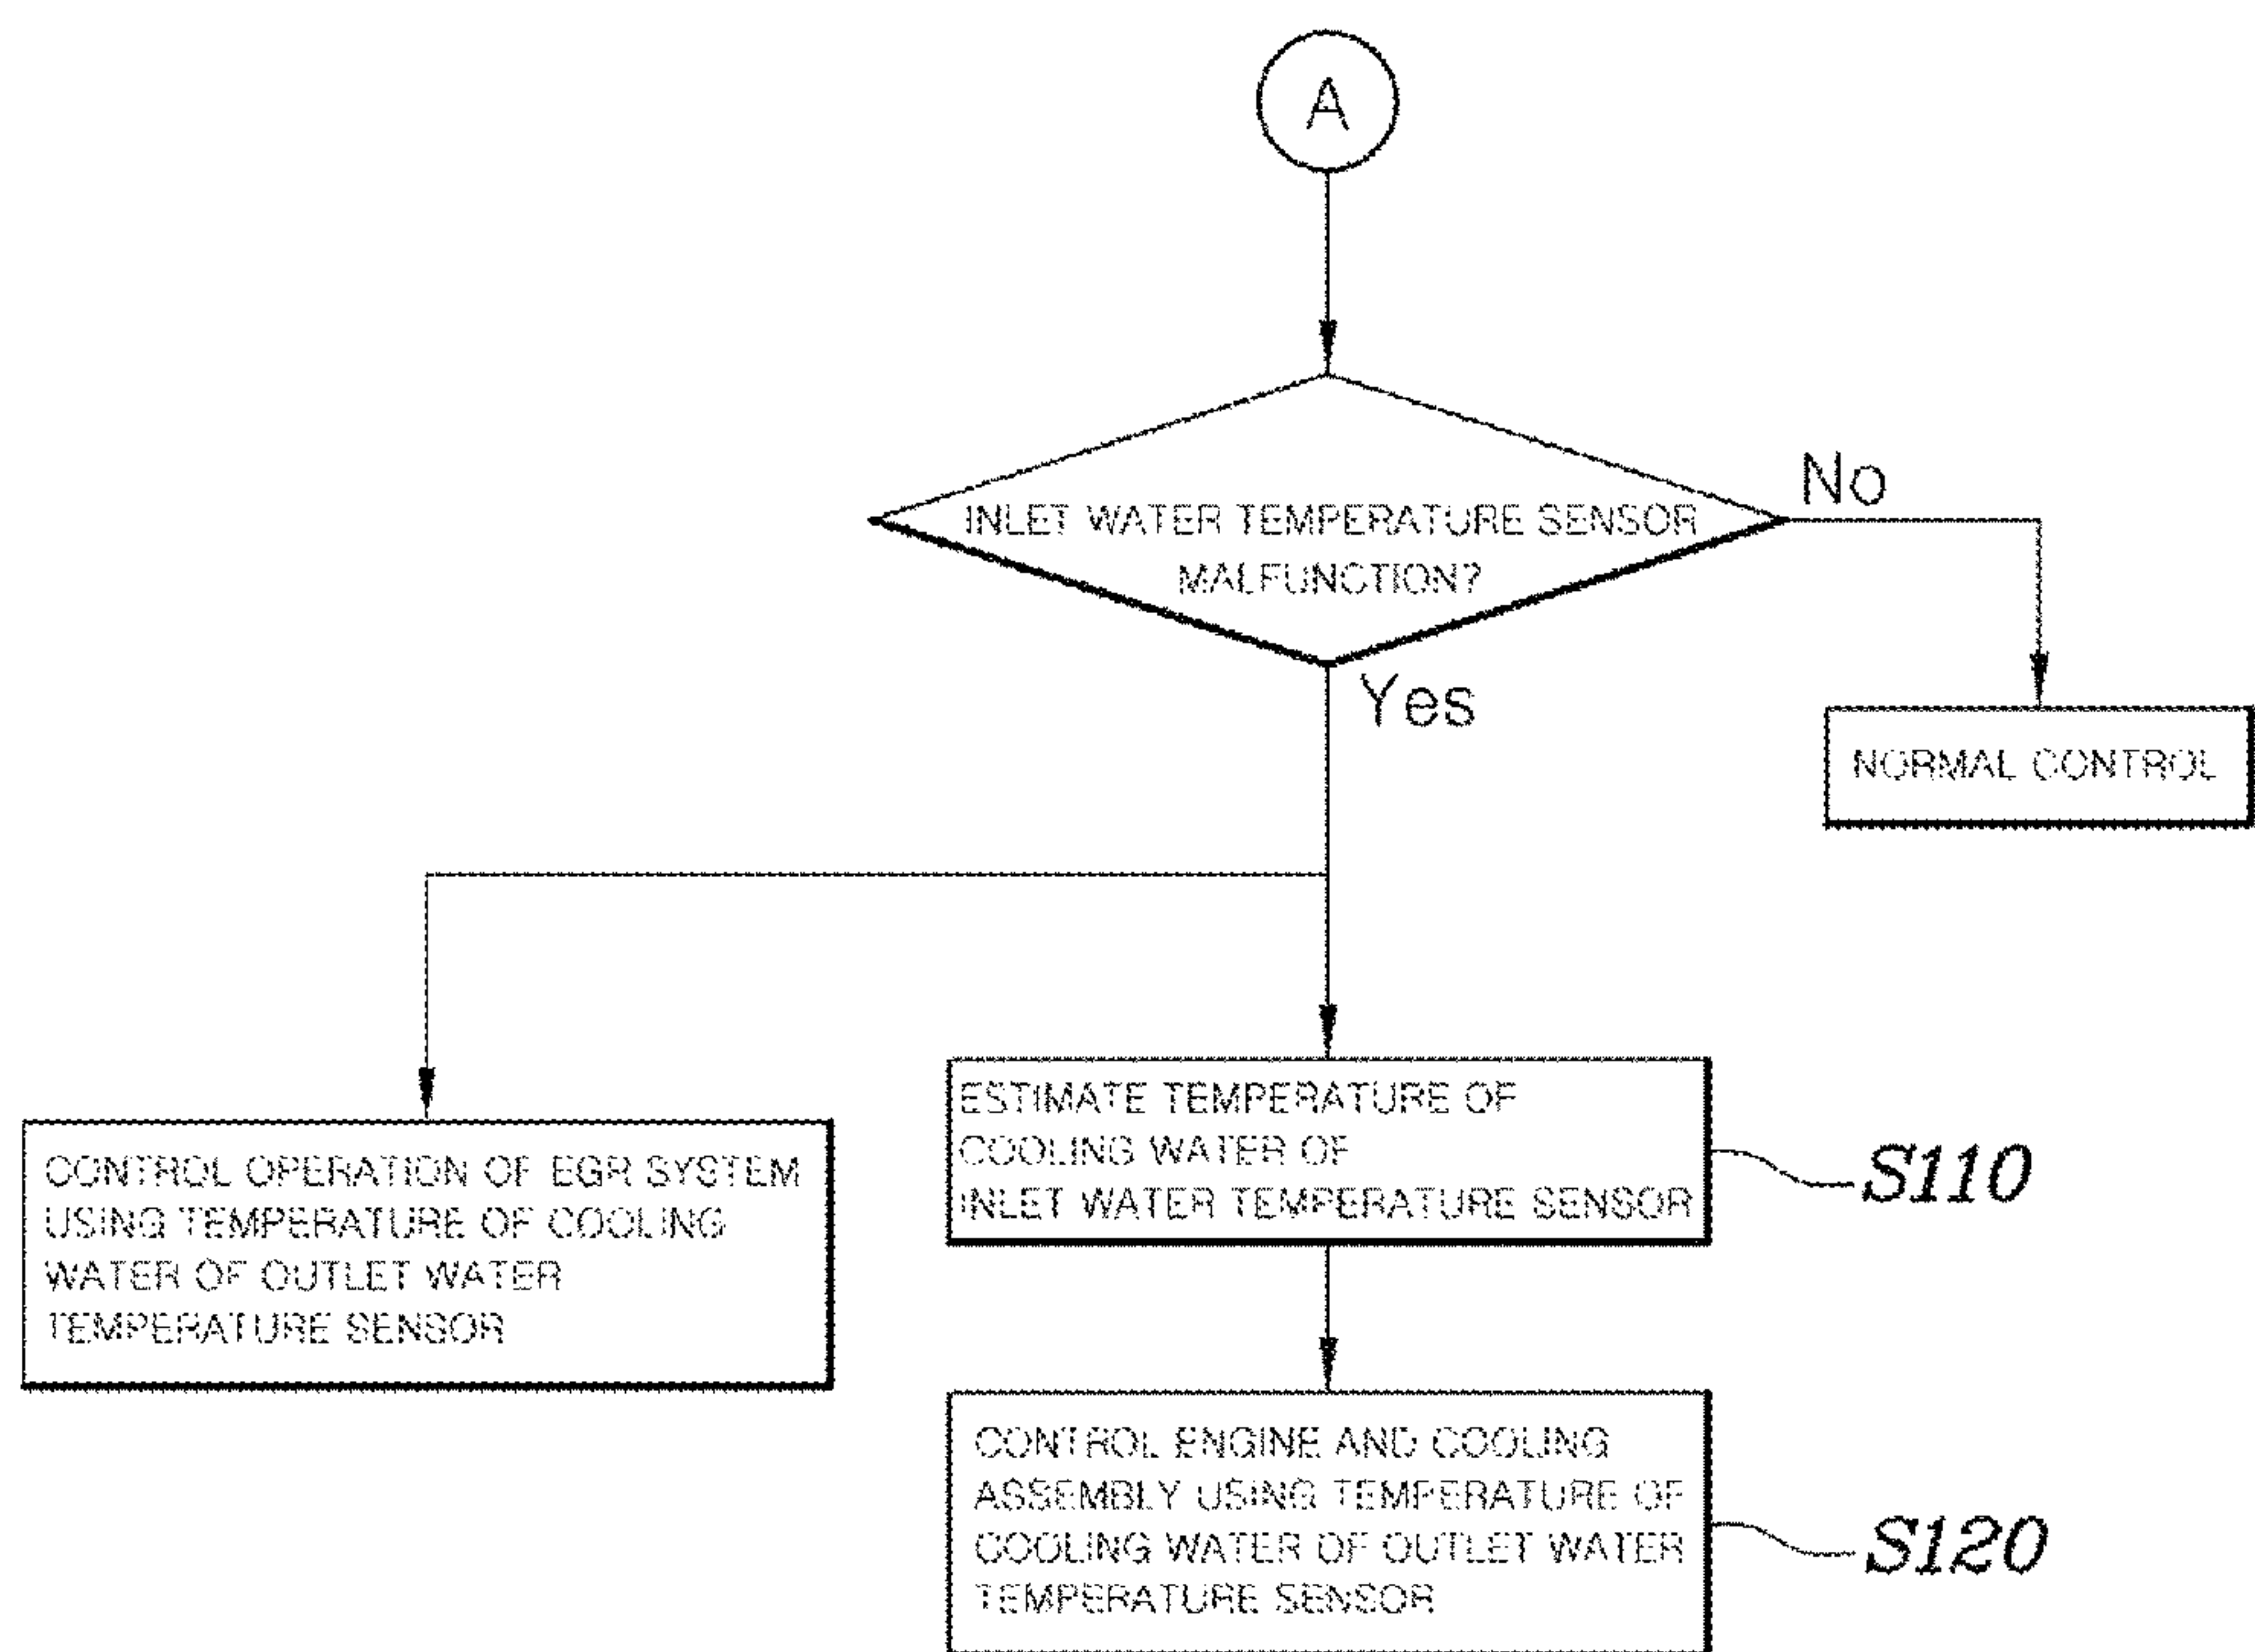 A
INLET WATER TEMPERATURE SENSOR
MALFUNCTION?
No
Yes
NORMAL CONTROL
ESTIMATE TEMPERATURE OF
COOLING WATER OF
INLET WATER TEMPERATURE SENSOR
S110
CONTROL OPERATION OF EGR SYSTEM
USING TEMPERATURE OF COOLING
WATER OF OUTLET WATER
TEMPERATURE SENSOR
CONTROL ENGINE AND COOLING
ASSEMBLY USING TEMPERATURE OF
COOLING WATER OF OUTLET WATER
TEMPERATURE SENSOR
S120